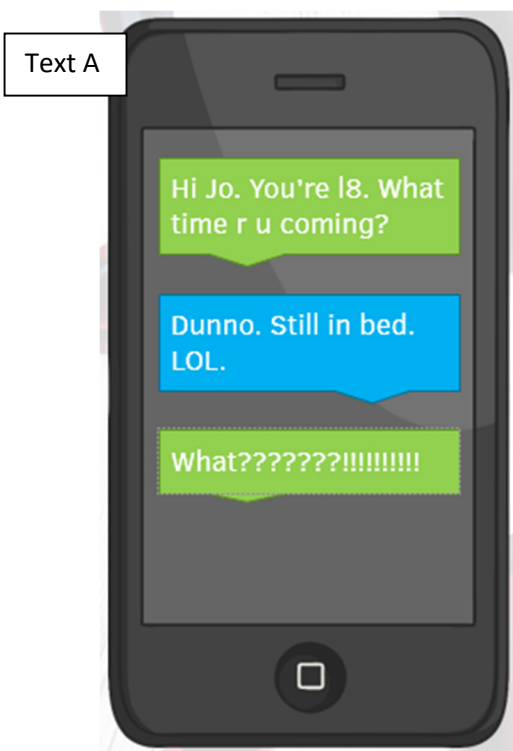 Text A
Hi Jo. You're l8. What
time r u coming?
Dunno. Still in bed.
LOL.
What???????!!!!!!!!!!